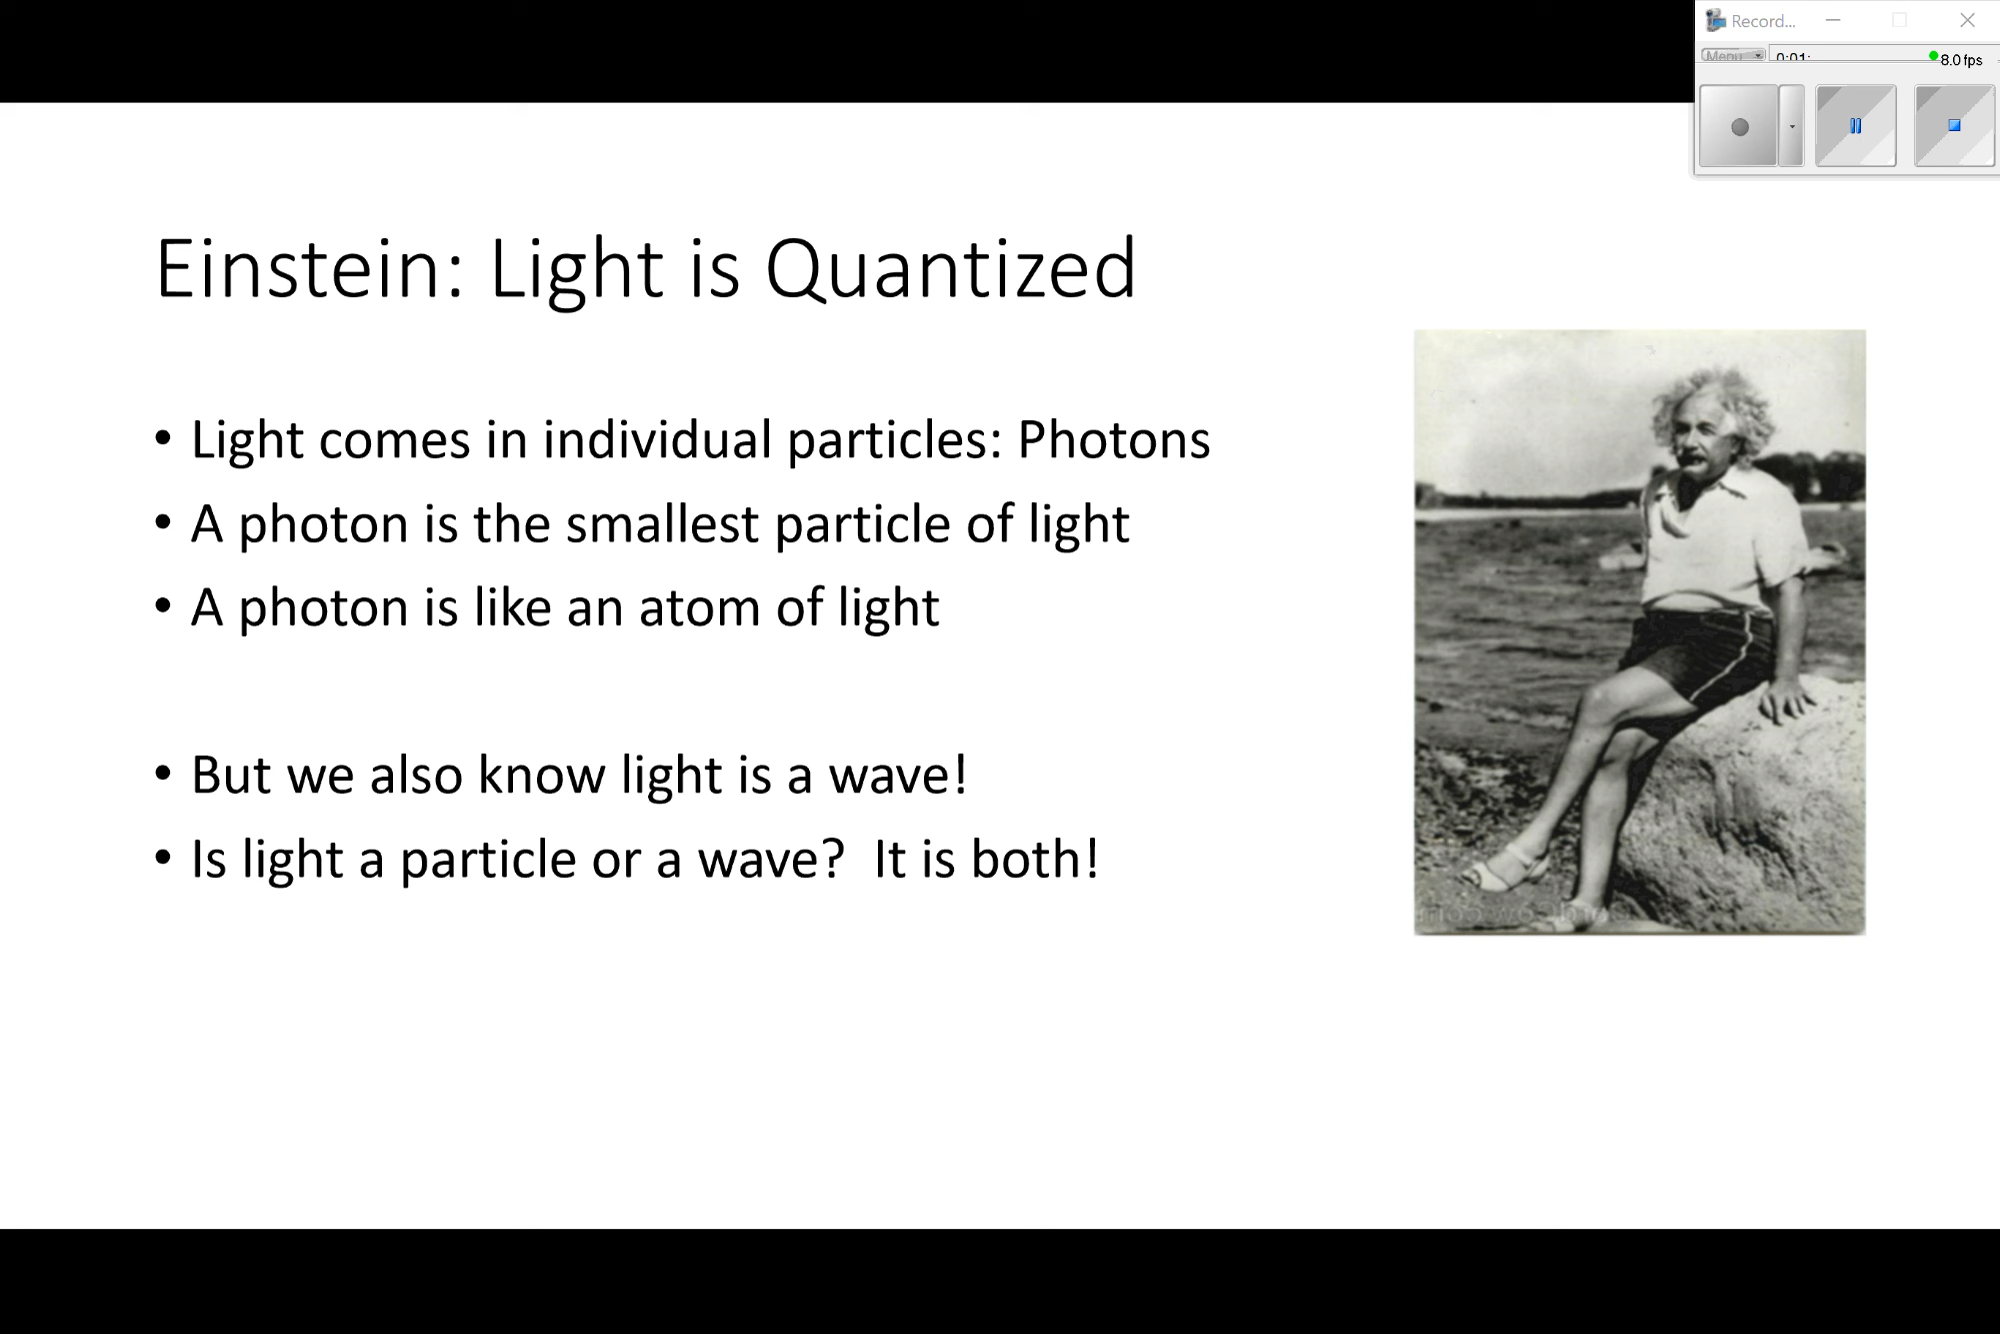 Record...
Menu
0:01:
8.0 fps
Einstein: Light is Quantized
• Light comes in individual particles: Photons
• A photon is the smallest particle of light
• A photon is like an atom of light
• But we also know light is a wave!
• Is light a particle or a wave?  It is both!